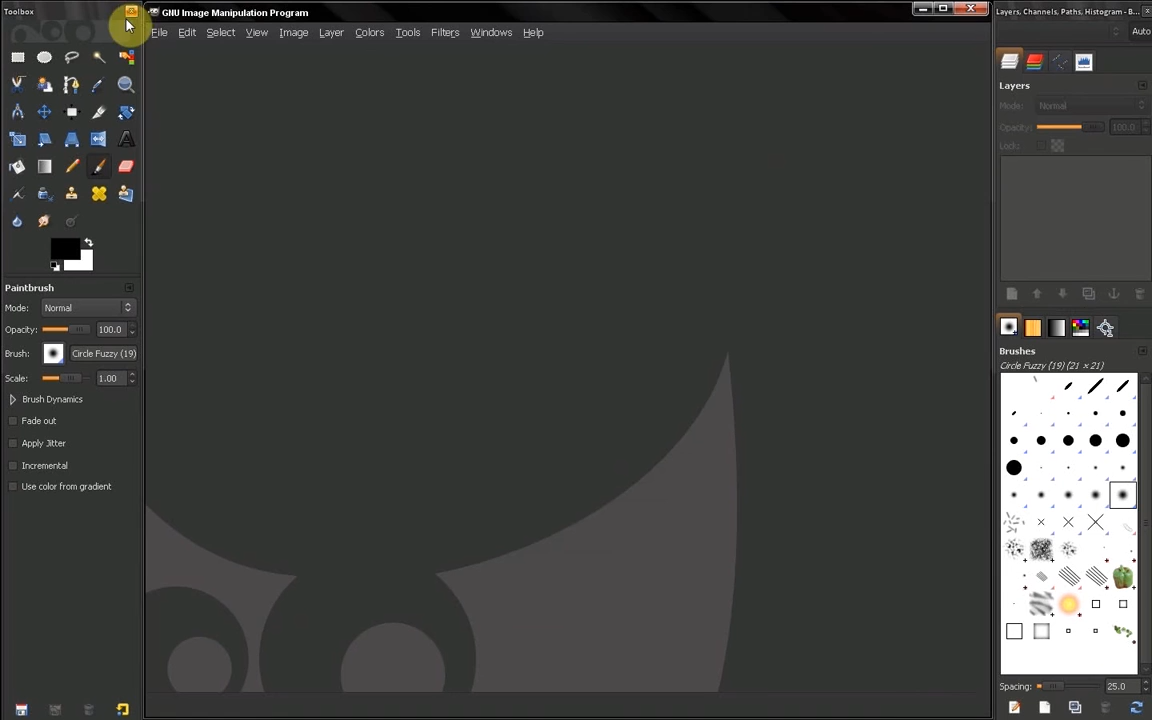 Toolbox
GNU Image Manipulation Program
Layers, Channels, Paths, Histogram - B...
File Edit Select View Image Layer Colors Tools Filters Windows Help
Auto
Layers
Mode: Normal
Opacity: 100.0
Lock:
Paintbrush
Mode: Normal
Opacity: 100.0
Brush: Circle Fuzzy (19)
Scale: 1.00
Brush Dynamics
Fade out
Apply Jitter
Incremental
Use color from gradient
Brushes
Circle Fuzzy (19) (21 × 21)
Spacing: 25.0